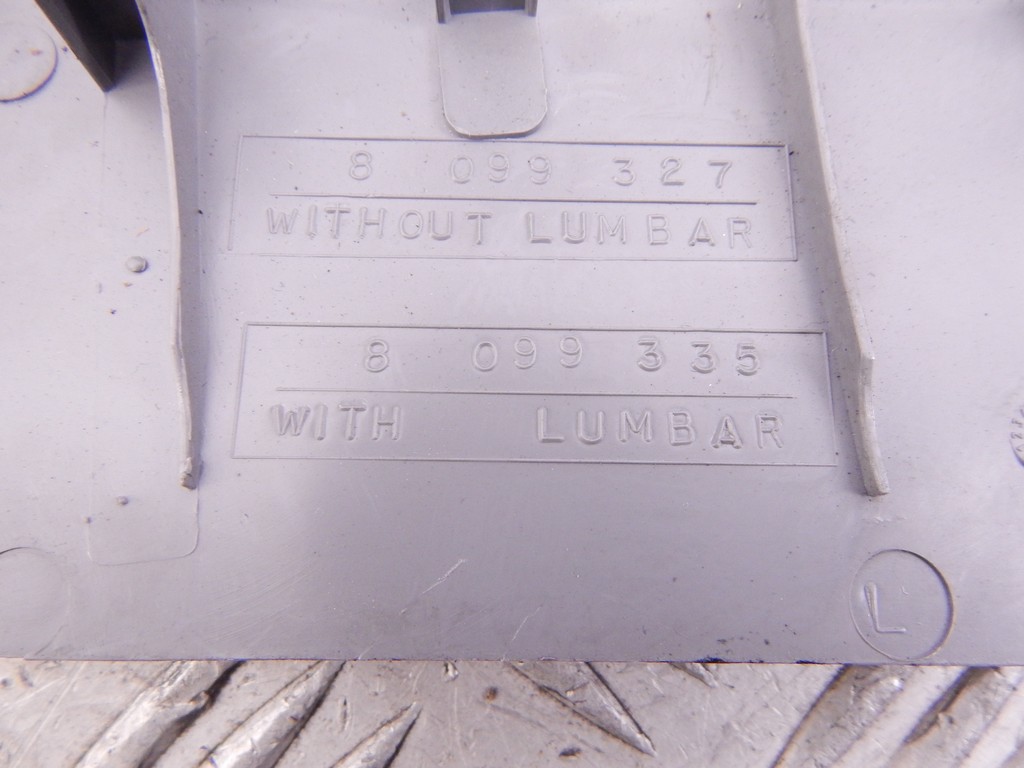 8 099 327
WITHOUT LUMBAR
8 099 335
WITH LUMBAR
L